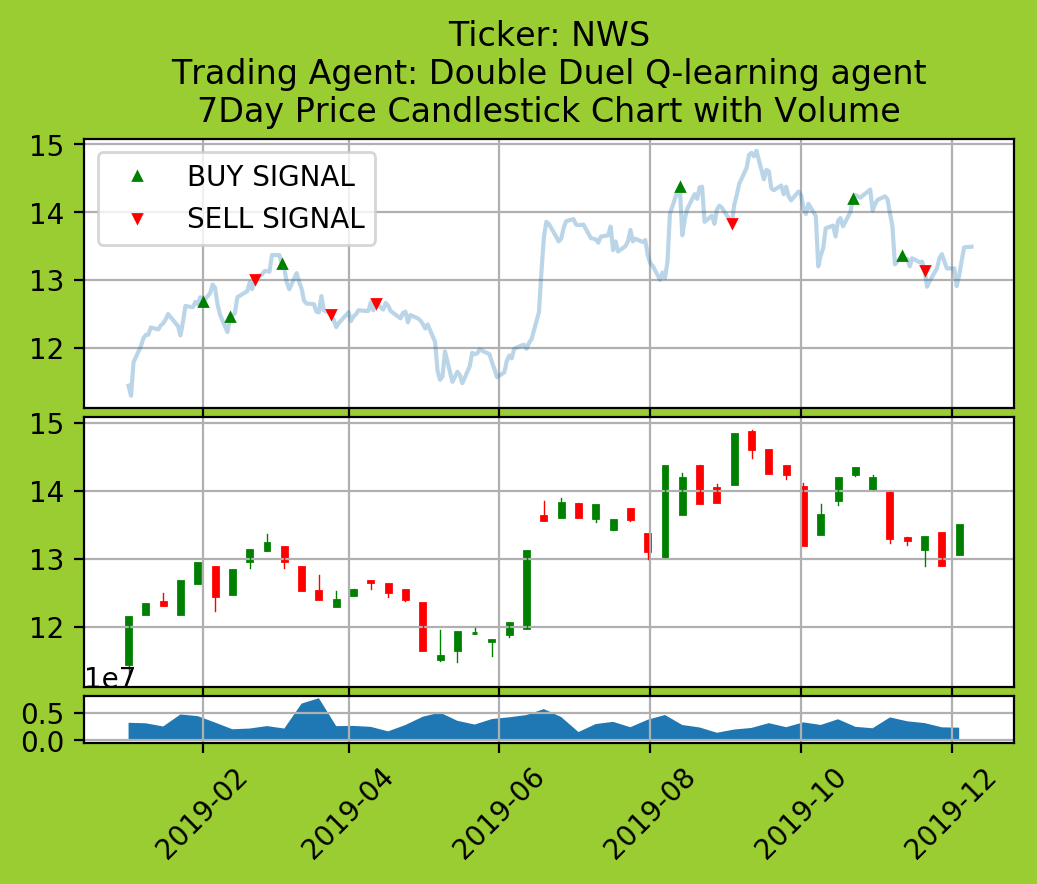 Ticker: NWS
Trading Agent: Double Duel Q-learning agent
7Day Price Candlestick Chart with Volume
15
14
13
12
BUY SIGNAL
SELL SIGNAL
15
14
13
12
1e7
0.5
0.0
2019-02
2019-04
2019-06
2019-08
2019-10
2019-12